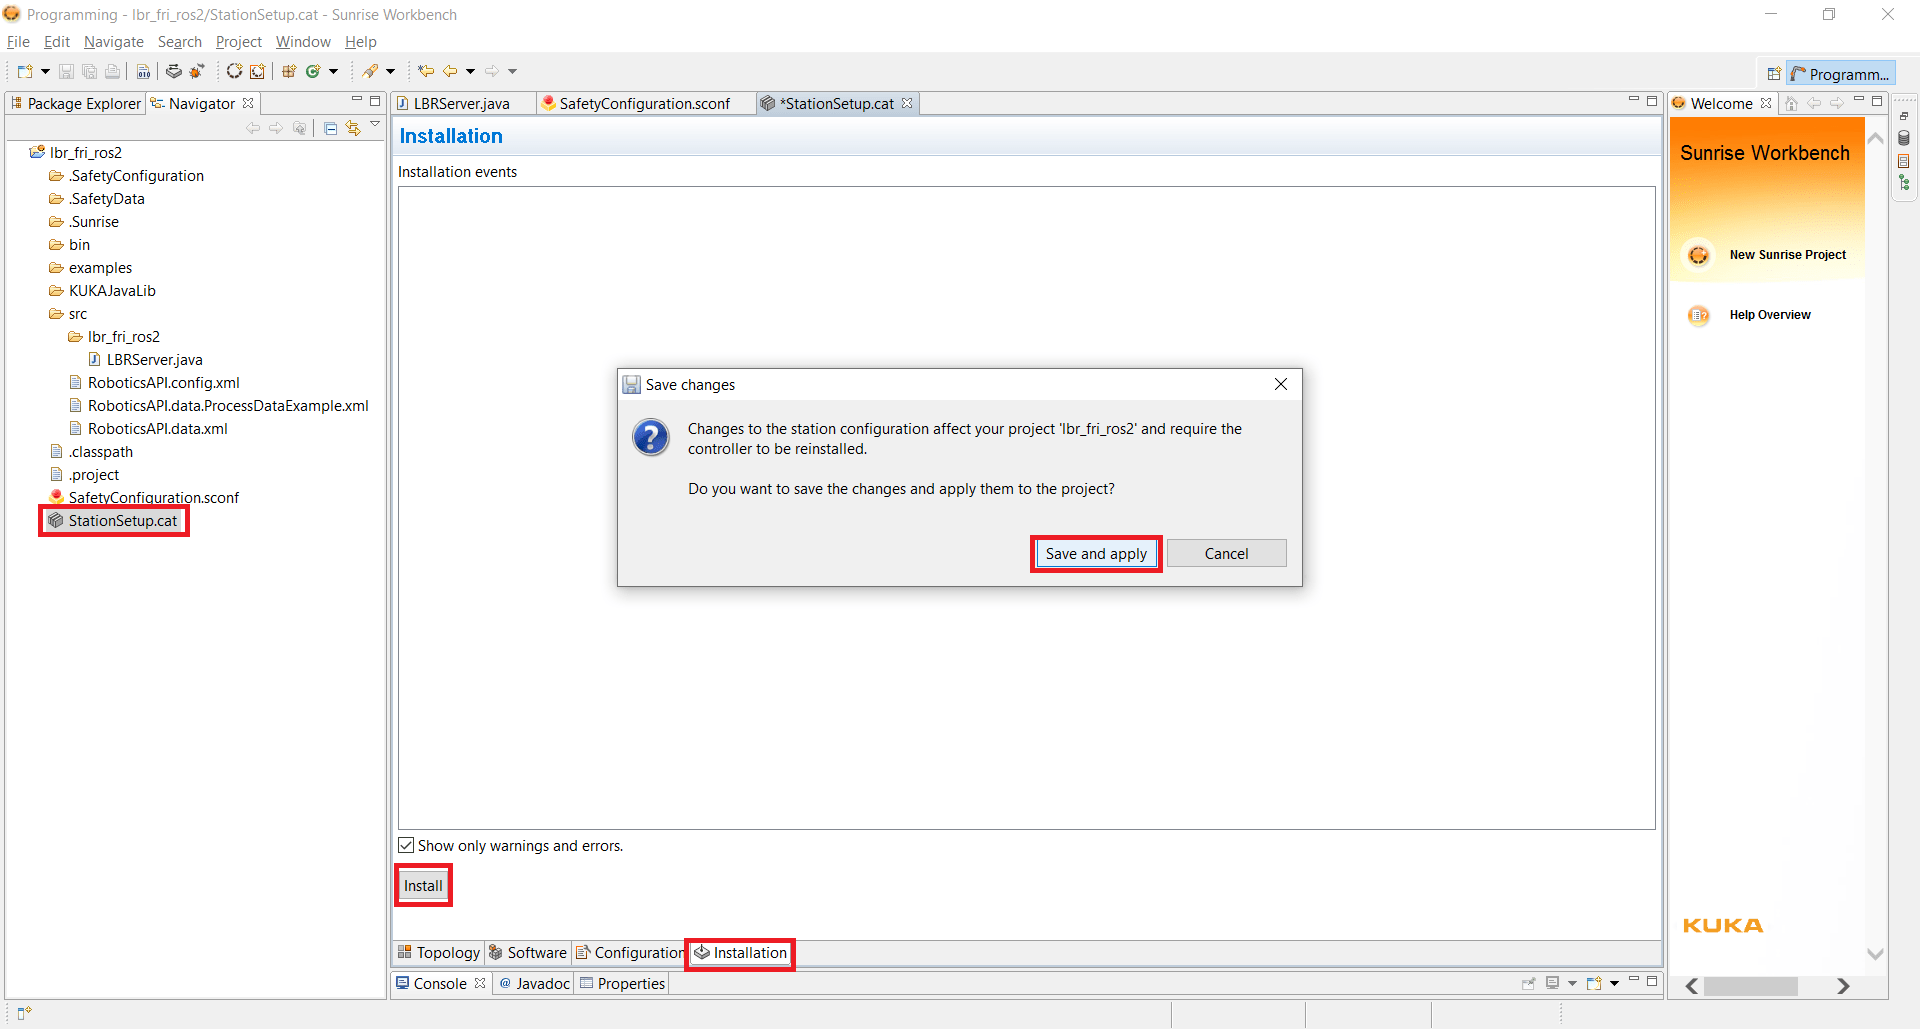 Programming - lbr_fri_ros2/StationSetup.cat - Sunrise Workbench
File Edit Navigate Search Project Window Help
Programm...
Package Explorer Navigator
LBRServer.java SafetyConfiguration.sconf *StationSetup.cat
Welcome
lbr_fri_ros2
.SafetyConfiguration
.SafetyData
.Sunrise
bin
examples
KUKAJavaLib
src
lbr_fri_ros2
LBRServer.java
RoboticsAPI.config.xml
RoboticsAPI.data.ProcessDataExample.xml
RoboticsAPI.data.xml
.classpath
.project
SafetyConfiguration.sconf
StationSetup.cat
Installation
Installation events
Save changes
Changes to the station configuration affect your project 'lbr_fri_ros2' and require the
controller to be reinstalled.
Do you want to save the changes and apply them to the project?
Save and apply Cancel
Show only warnings and errors.
Install
Topology Software Configuration Installation
Console @ Javadoc Properties
Sunrise Workbench
New Sunrise Project
Help Overview
KUKA